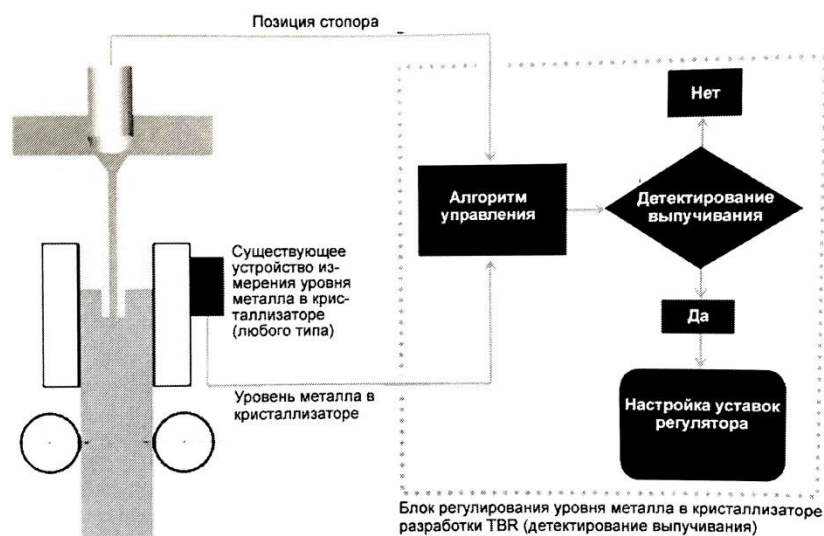 Позиция стопора
Нет
Алгоритм
управления
Детектирование
выпучивания
Существующее
устройство из-
мерения уровня
металла в крис-
таллизаторе
(любого типа)
Да
Уровень металла в
кристаллизаторе
Настройка уставок
регулятора
Блок регулирования уровня металла в кристаллизаторе
разработки TBR (детектирование выпучивания)